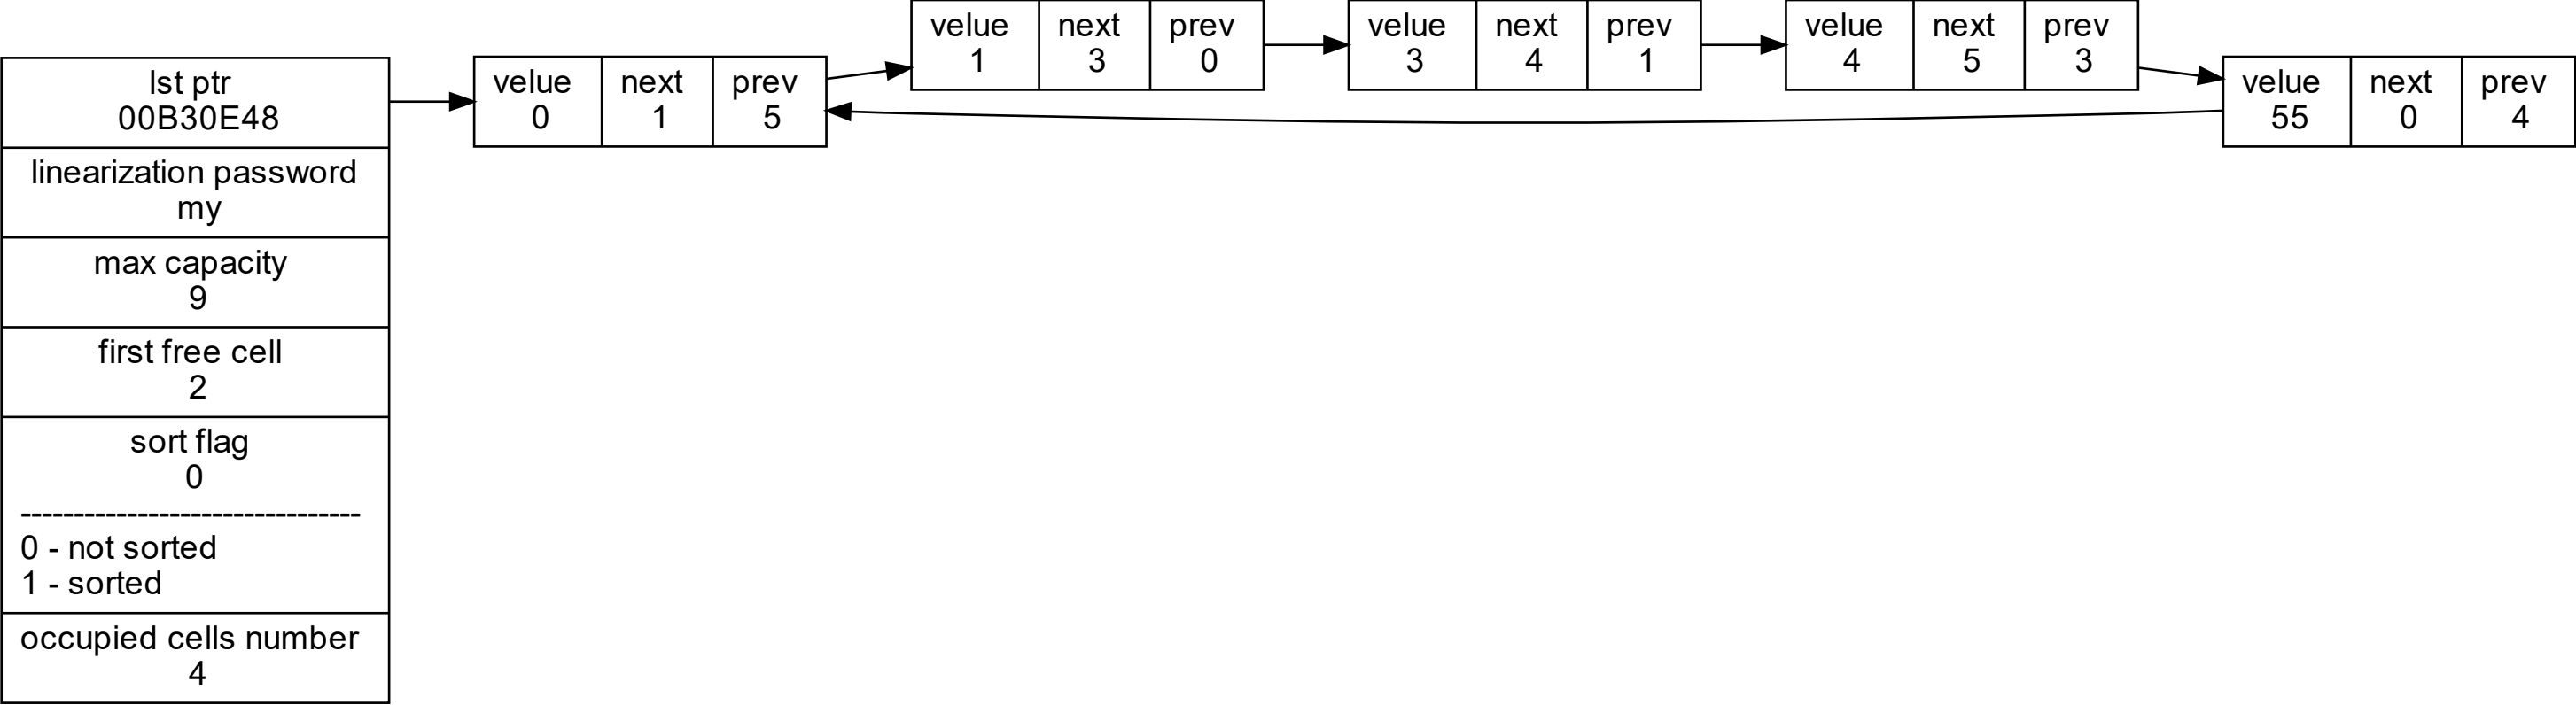 lst ptr
00B30E48
linearization password
my
max capacity
9
first free cell
2
sort flag
0
--------------------------------
0 - not sorted
1 - sorted
occupied cells number
4
velue next prev
0 1 5
velue next prev
1 3 0
velue next prev
3 4 1
velue next prev
4 5 3
velue next prev
55 0 4